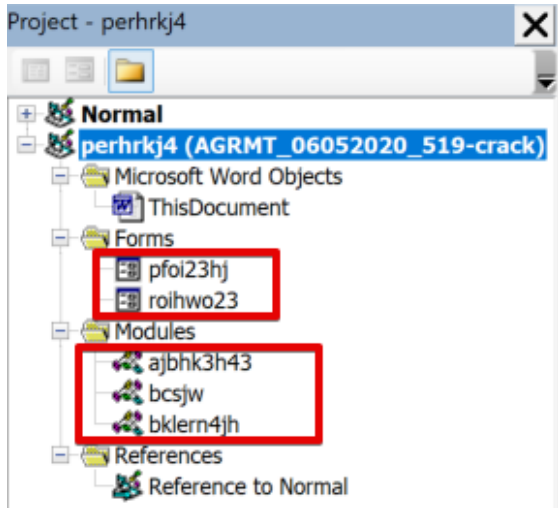 Project - perhrkj4
Normal
perhrkj4 (AGRMT_06052020_519-crack)
Microsoft Word Objects
ThisDocument
Forms
pfoi23hj
roihwo23
Modules
ajbhk3h43
bcsjw
bklern4jh
References
Reference to Normal